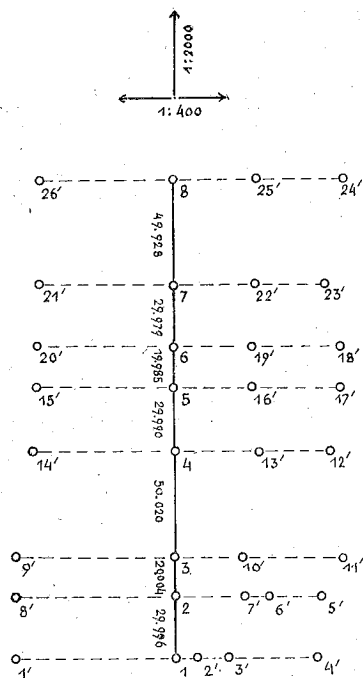 1:2000
1:400
26' 8 25' 24'
49.928
21' 7 22' 23'
29.979
20' 6 19' 18'
19.985
15' 5 16' 17'
29.990
14' 4 13' 12'
50.020
9' 3 10' 11'
20.004
8' 2 7' 6' 5'
29.996
1' 1 2' 3' 4'